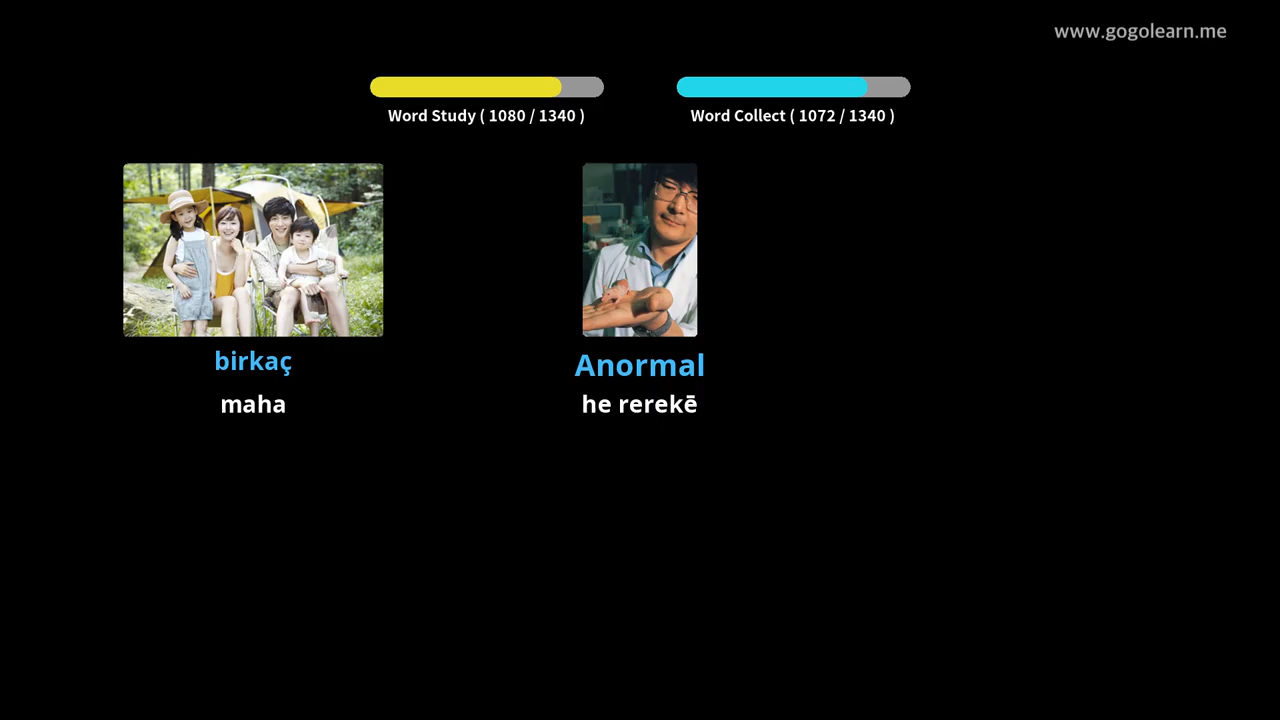 www.gogolearn.me
Word Study ( 1080 / 1340 )
Word Collect ( 1072 / 1340 )
birkaç
maha
Anormal
he rerekē